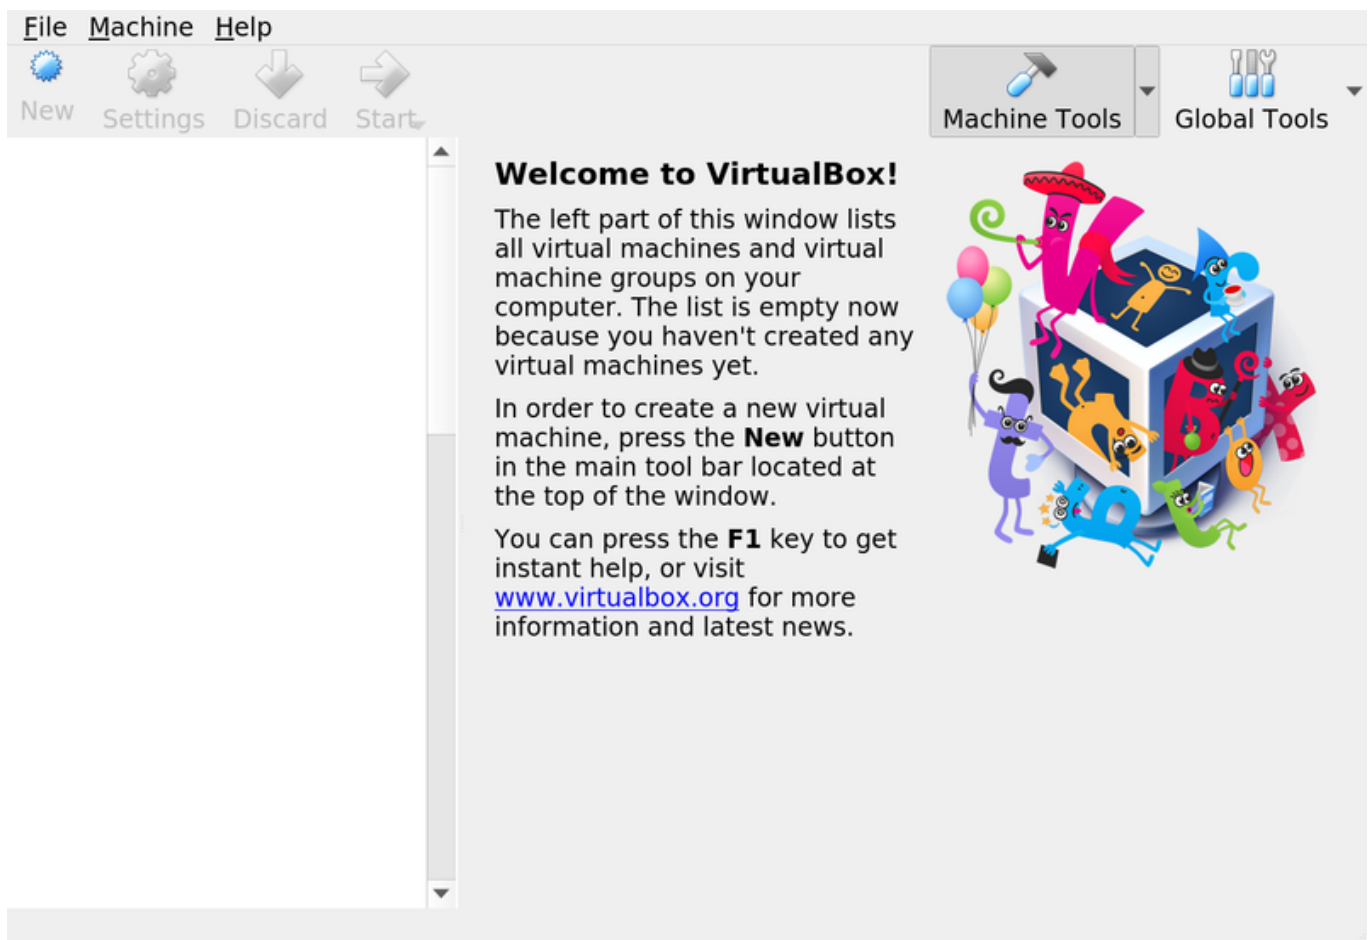 File Machine Help
New Settings Discard Start Machine Tools Global Tools
Welcome to VirtualBox!
The left part of this window lists
all virtual machines and virtual
machine groups on your
computer. The list is empty now
because you haven't created any
virtual machines yet.
In order to create a new virtual
machine, press the New button
in the main tool bar located at
the top of the window.
You can press the F1 key to get
instant help, or visit
www.virtualbox.org for more
information and latest news.